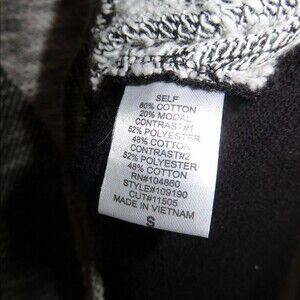 SELF
60% COTTON
20% MODAL
CONTRAST#1
52% POLYESTER
48% COTTON
CONTRAST#2
52% POLYESTER
48% COTTON
RN#104860
STYLE#109190
CUT#11505
MADE IN VIETNAM
S